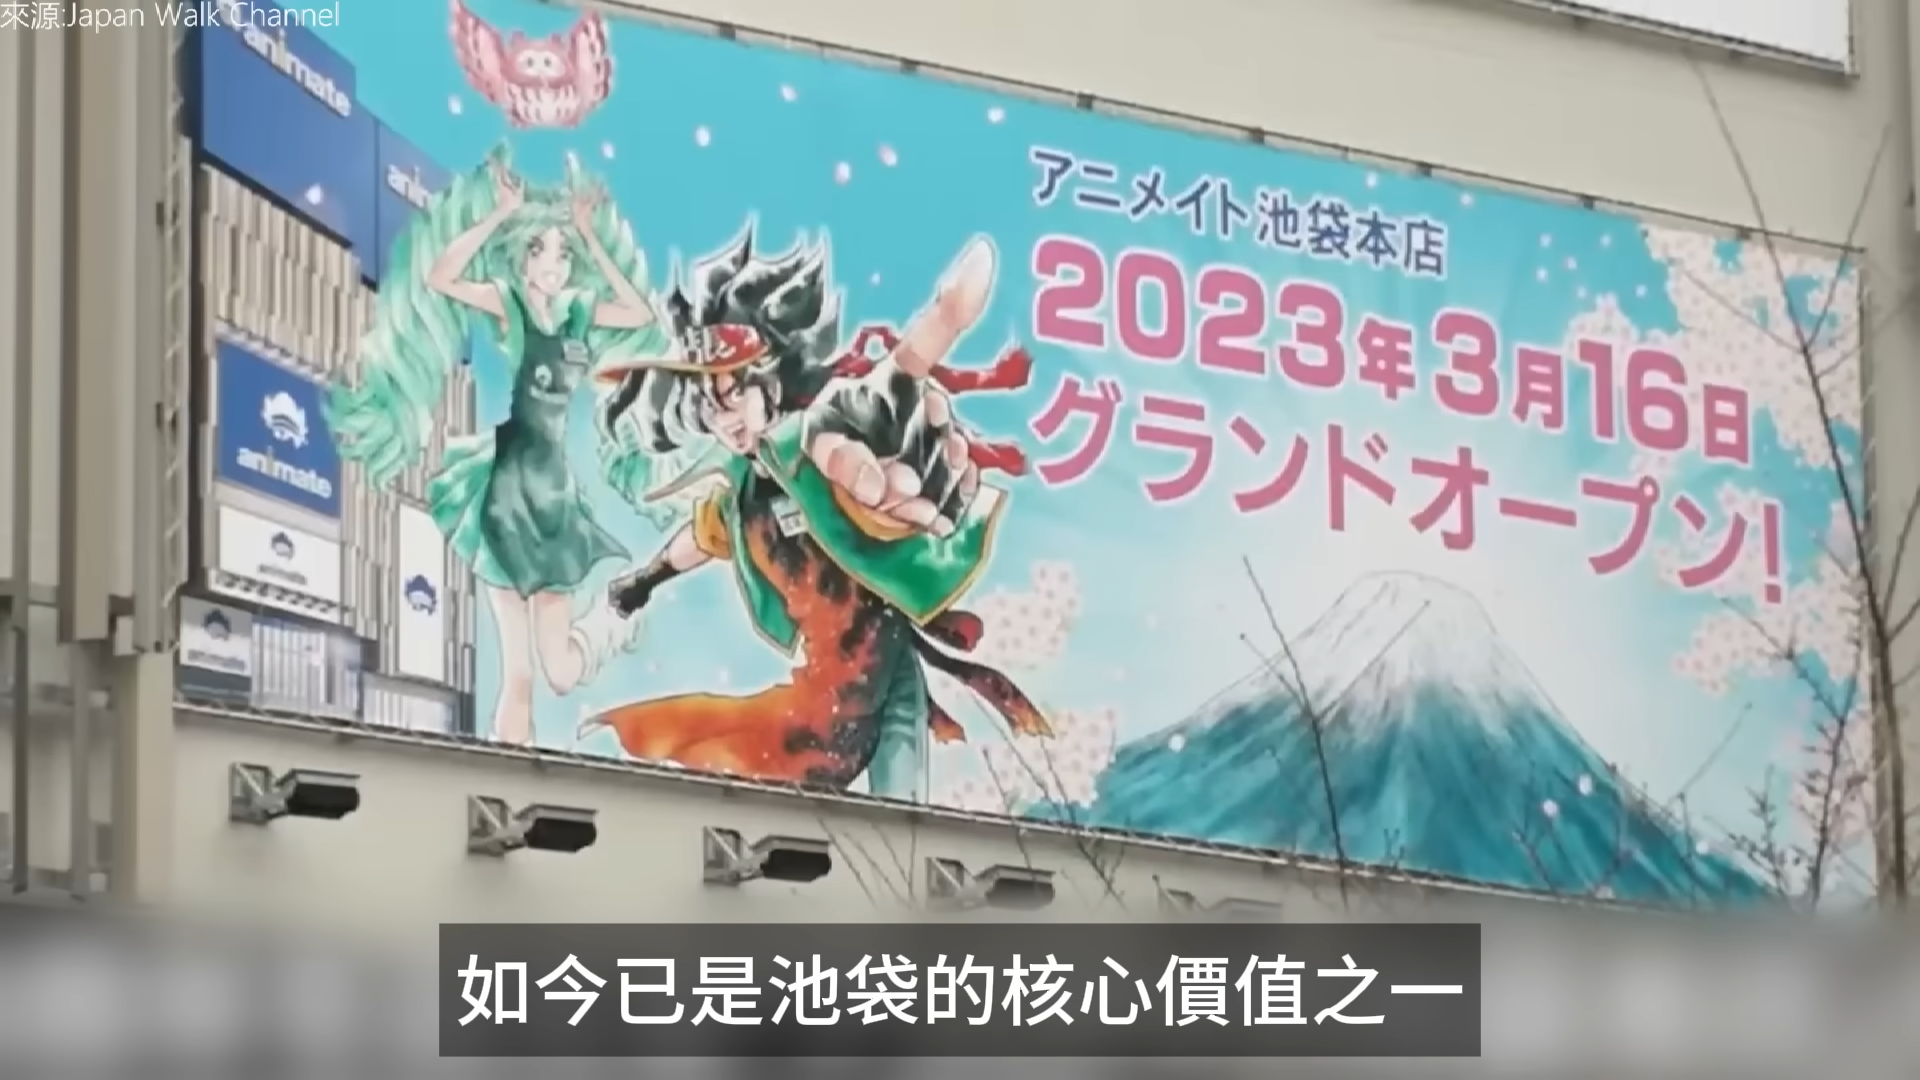 來源:Japan Walk Channel
animate
アニメイト池袋本店
2023年3月16日
グランドオープン!
animate
animate
animate
如今已是池袋的核心價值之一